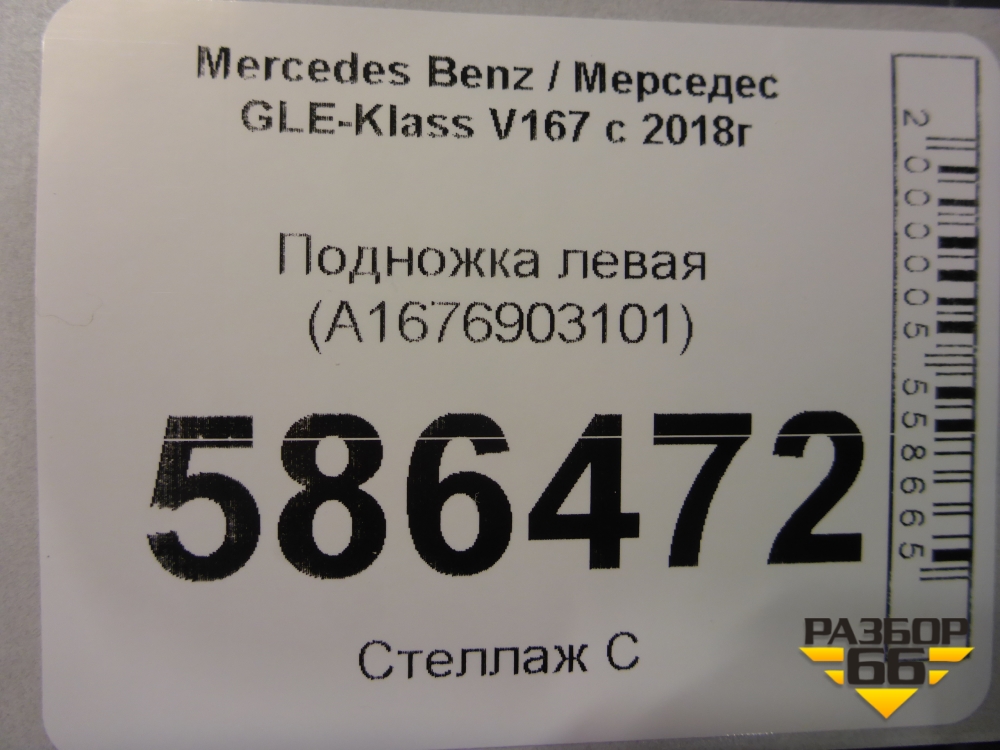 Mercedes Benz / Мерседес
GLE-Klass V167 с 2018г
Подножка левая
(A1676903101)
586472
Стеллаж С
2000005558665
РАЗБОР
66